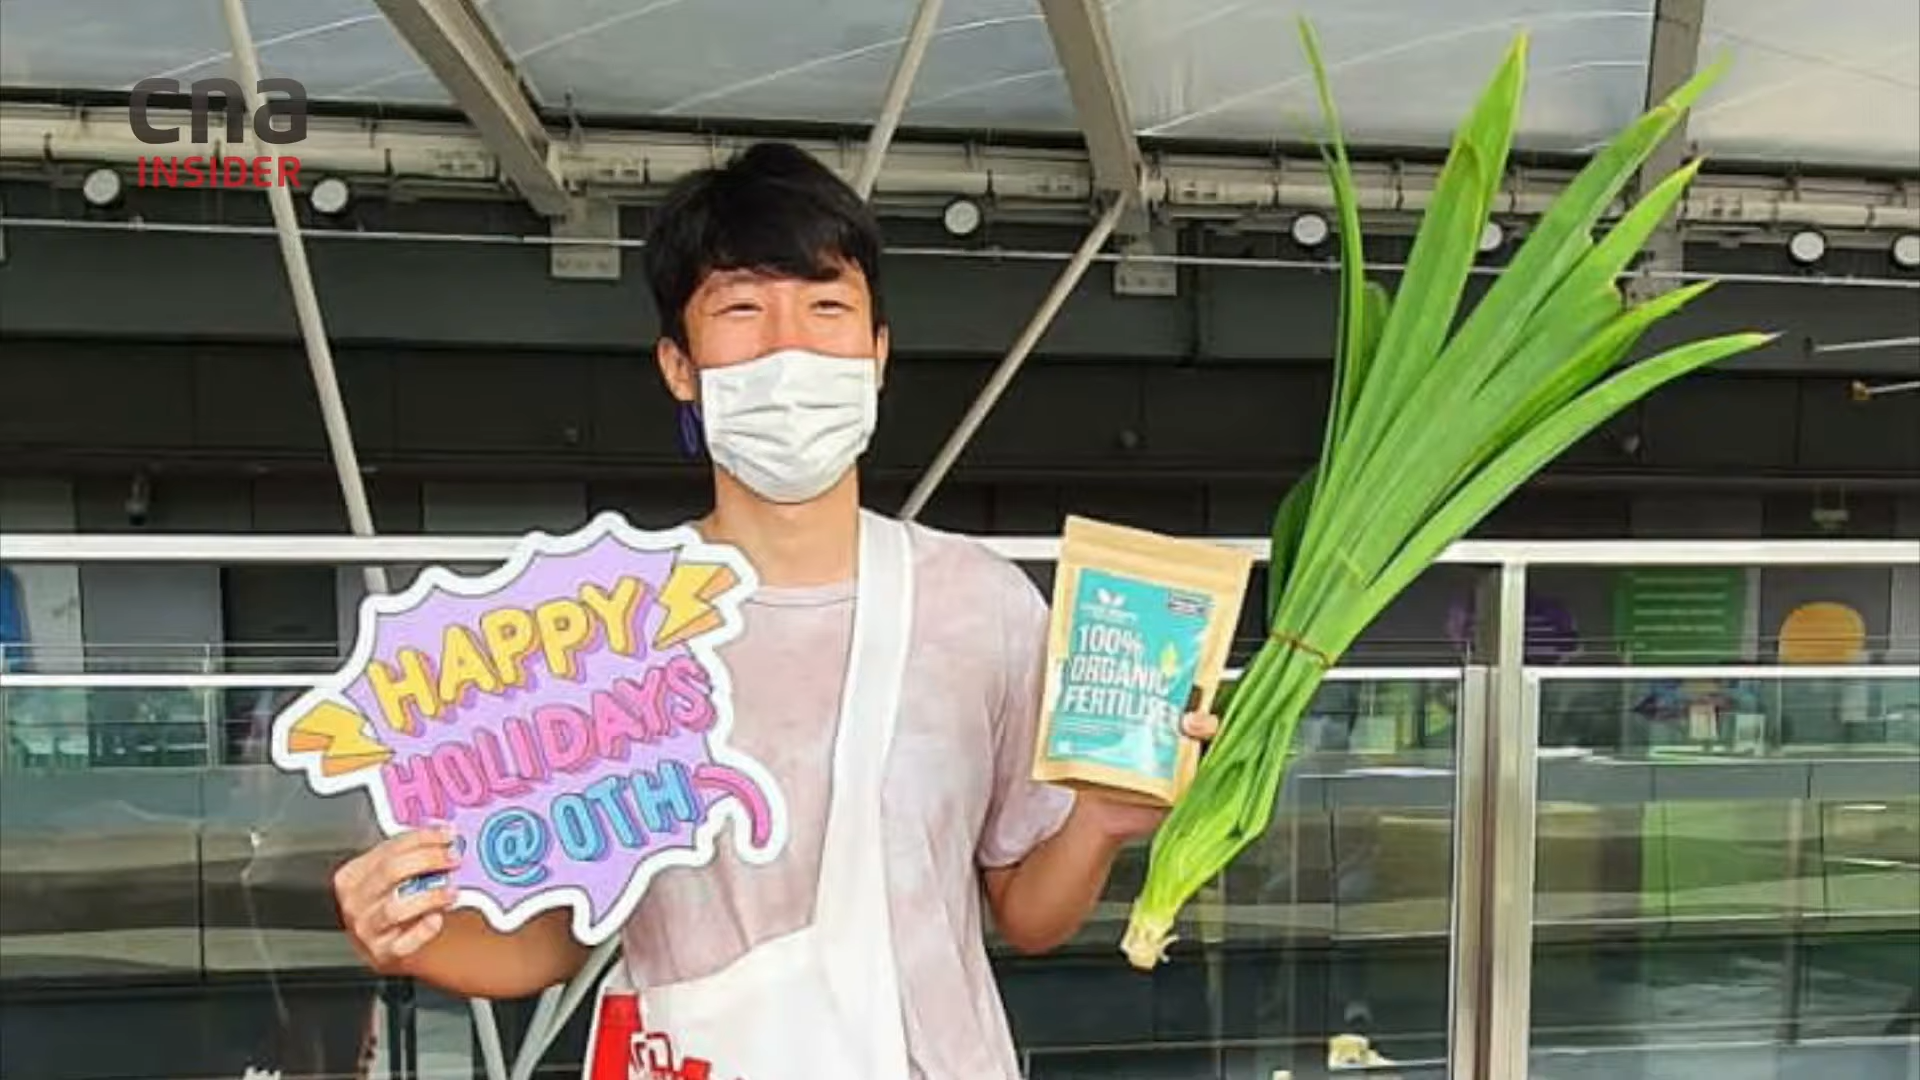 cna
INSIDER
HAPPY
HOLIDAYS
@OTH
100%
ORGANIC
FERTILISER